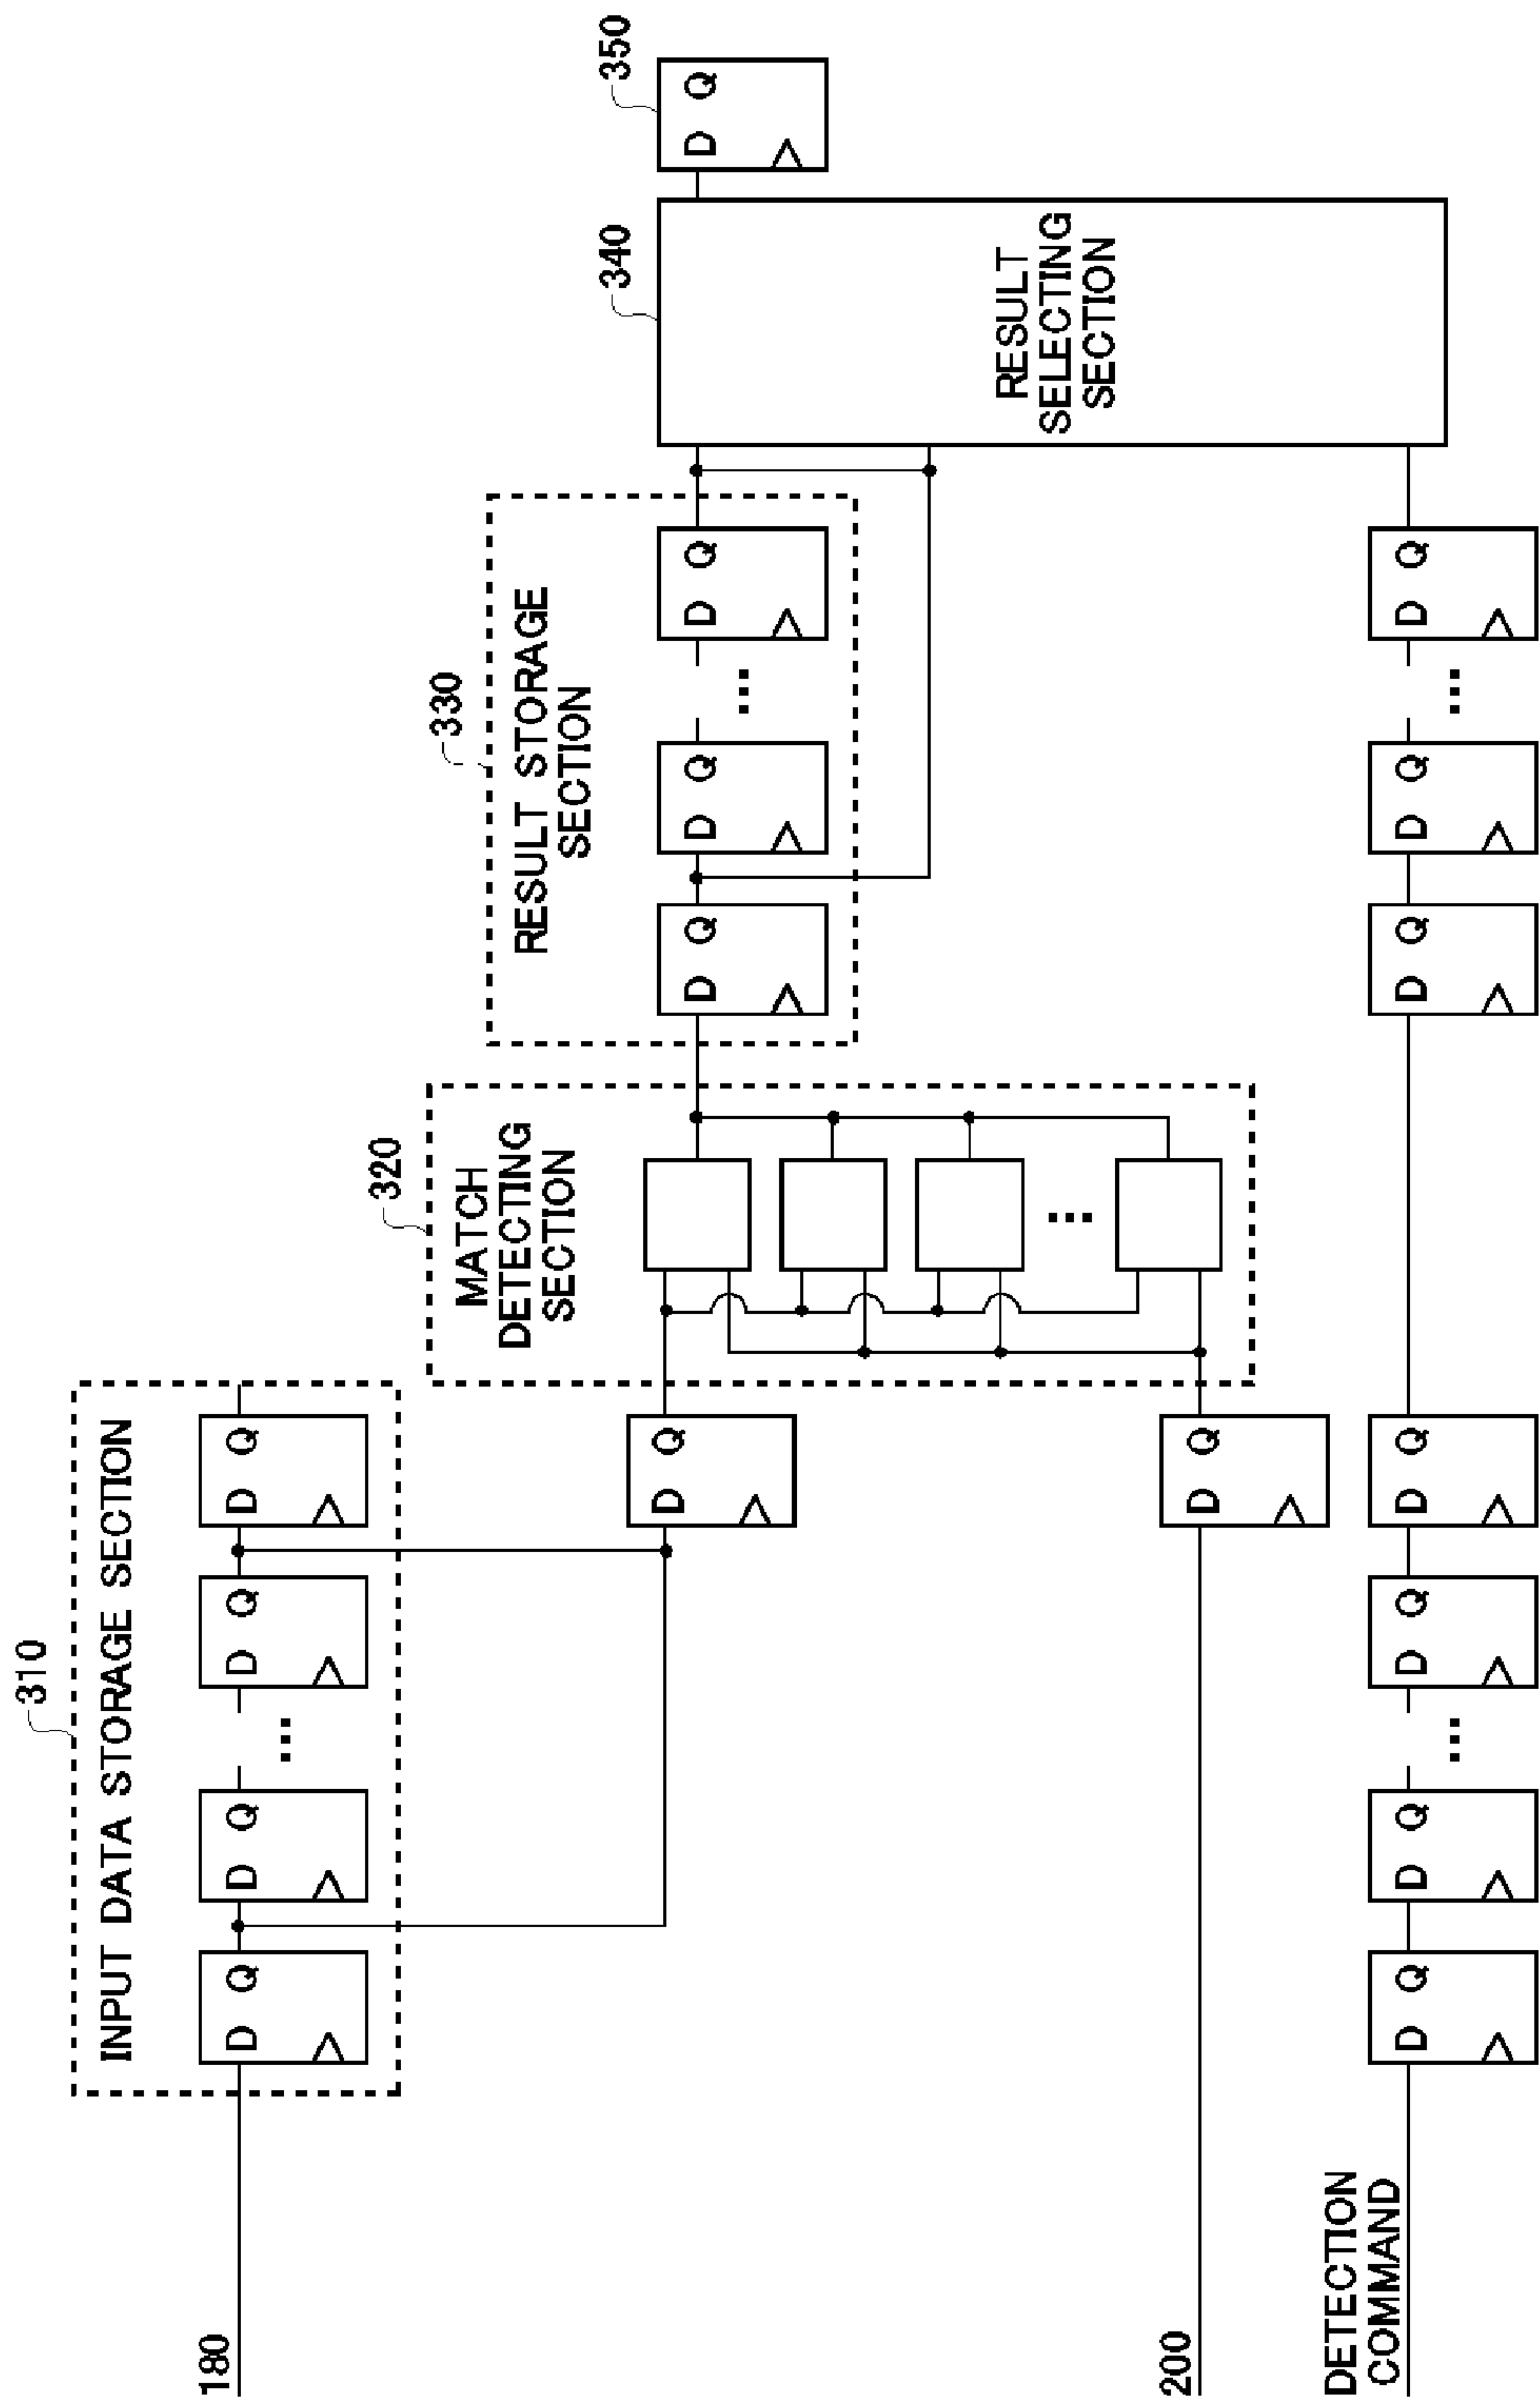 310
INPUT DATA STORAGE SECTION
180
D Q
D Q
...
D Q
D Q
320
MATCH
DETECTING
SECTION
330
RESULT STORAGE
SECTION
340
350
D Q
D Q
D Q
...
D Q
D Q
RESULT
SELECTING
SECTION
...
200
D Q
DETECTION
COMMAND
D Q
D Q
...
D Q
D Q
D Q
D Q
...
D Q